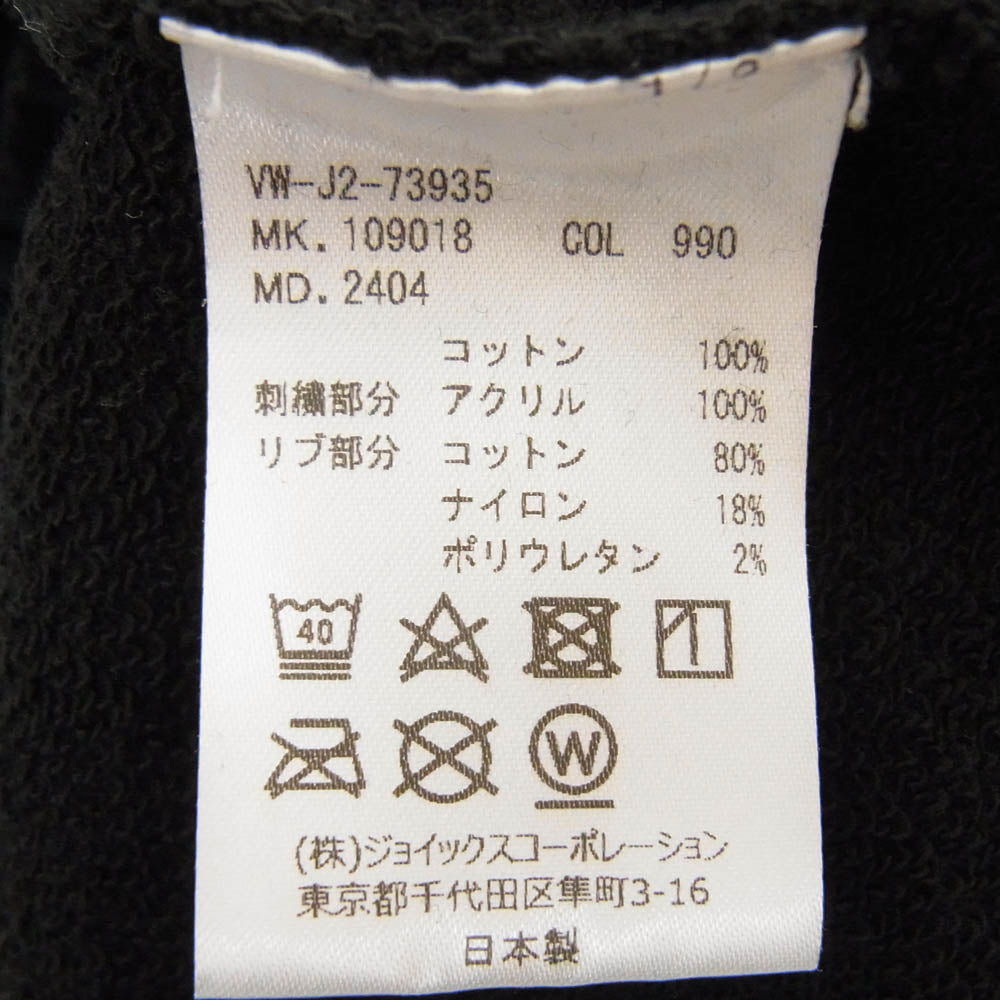 VW-J2-73935
MK. 109018 COL 990
MD. 2404
コットン 100%
刺繍部分 アクリル 100%
リブ部分 コットン 80%
ナイロン 18%
ポリウレタン 2%
40
W
(株)ジョイックスコーポレーション
東京都千代田区隼町3-16
日本製